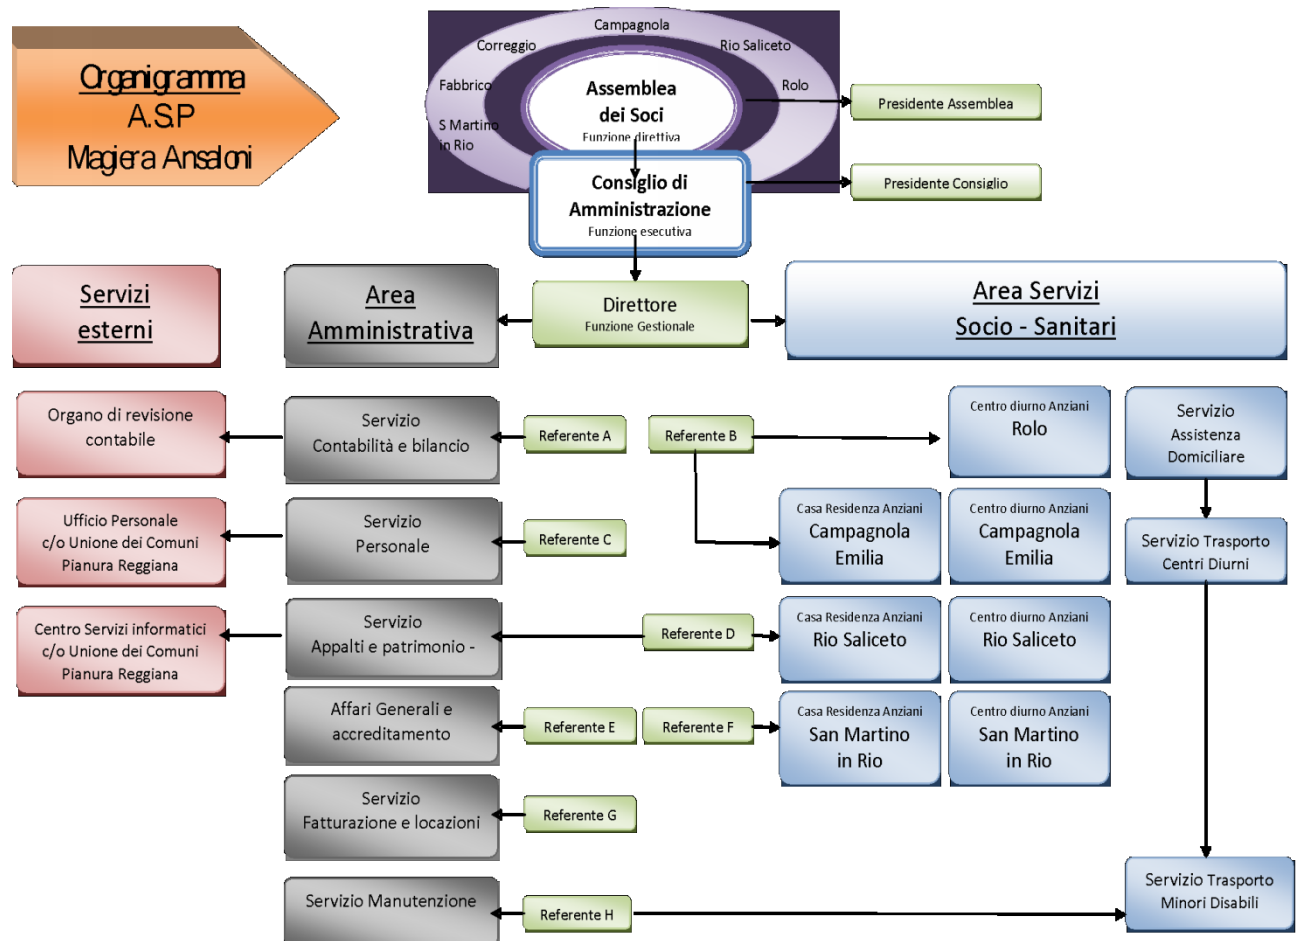 Organigramma
A.S.P
Magiera Ansaloni
Campagnola
Correggio
Rio Saliceto
Fabbrico
Rolo
S Martino
in Rio
Assemblea
dei Soci
Funzione direttiva
Presidente Assemblea
Consiglio di
Amministrazione
Funzione esecutiva
Presidente Consiglio
Servizi
esterni
Area
Amministrativa
Direttore
Funzione Gestionale
Area Servizi
Socio - Sanitari
Organo di revisione
contabile
Servizio
Contabilità e bilancio
Referente A
Referente B
Centro diurno Anziani
Rolo
Servizio
Assistenza
Domiciliare
Ufficio Personale
c/o Unione dei Comuni
Pianura Reggiana
Servizio
Personale
Referente C
Casa Residenza Anziani
Campagnola
Emilia
Centro diurno Anziani
Campagnola
Emilia
Servizio Trasporto
Centri Diurni
Centro Servizi informatici
c/o Unione dei Comuni
Pianura Reggiana
Servizio
Appalti e patrimonio -
Referente D
Casa Residenza Anziani
Rio Saliceto
Centro diurno Anziani
Rio Saliceto
Affari Generali e
accreditamento
Referente E
Referente F
Casa Residenza Anziani
San Martino
in Rio
Centro diurno Anziani
San Martino
in Rio
Servizio
Fatturazione e locazioni
Referente G
Servizio Manutenzione
Referente H
Servizio Trasporto
Minori Disabili